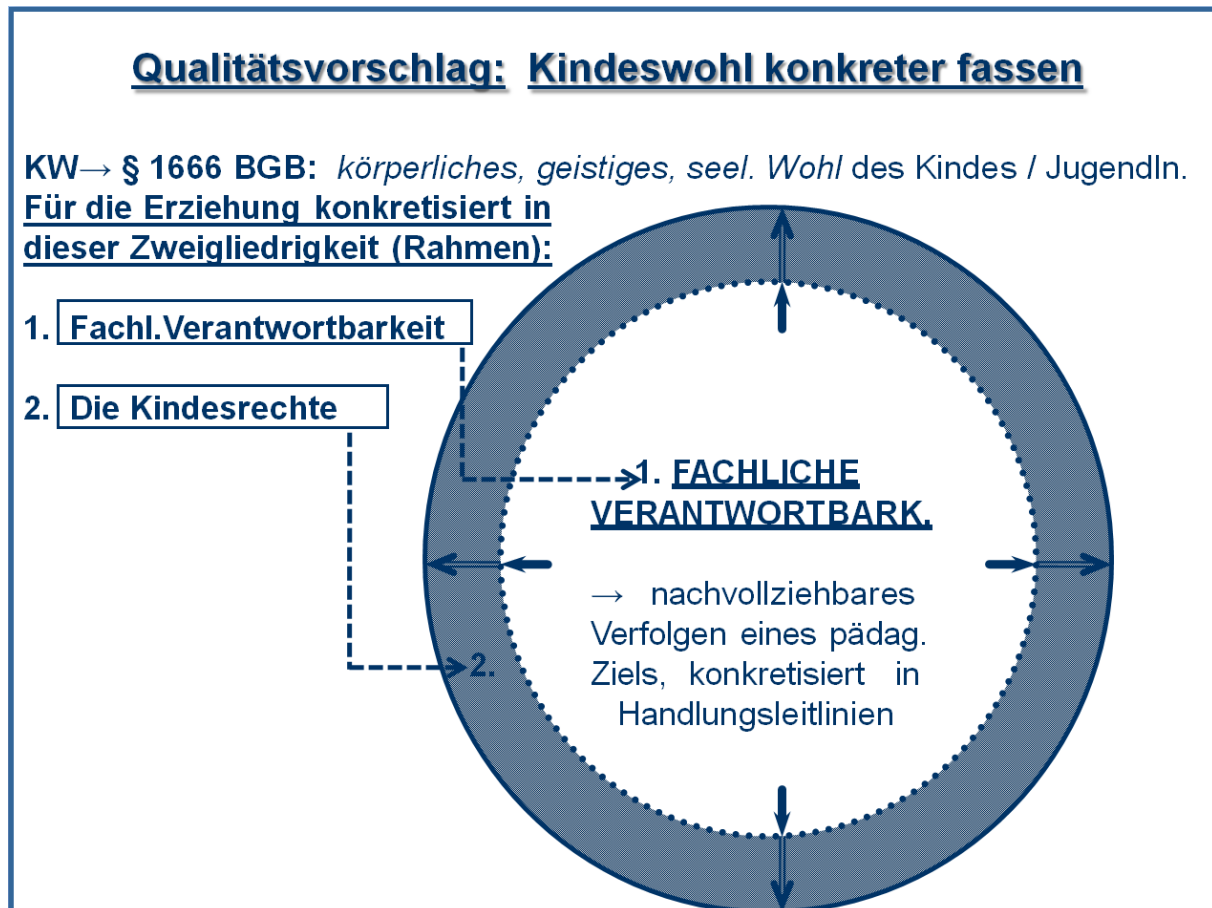 Qualitätsvorschlag: Kindeswohl konkreter fassen
KW→ § 1666 BGB: körperliches, geistiges, seel. Wohl des Kindes / Jugendln.
Für die Erziehung konkretisiert in
dieser Zweigliedrigkeit (Rahmen):
1. Fachl.Verantwortbarkeit
2. Die Kindesrechte
1. FACHLICHE
VERANTWORTBARK.
→ nachvollziehbares
Verfolgen eines pädag.
Ziels, konkretisiert in
Handlungsleitlinien
2.